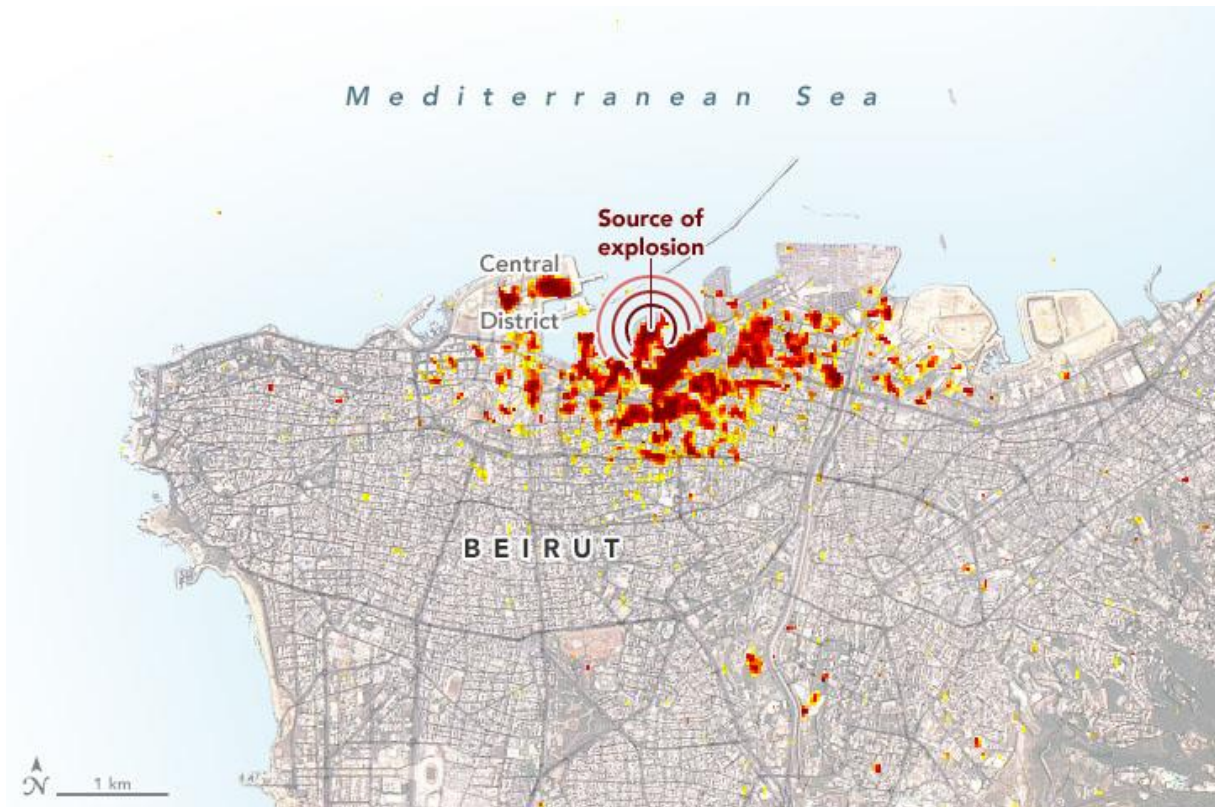 Mediterranean Sea
Source of
explosion
Central
District
BEIRUT
N
1 km